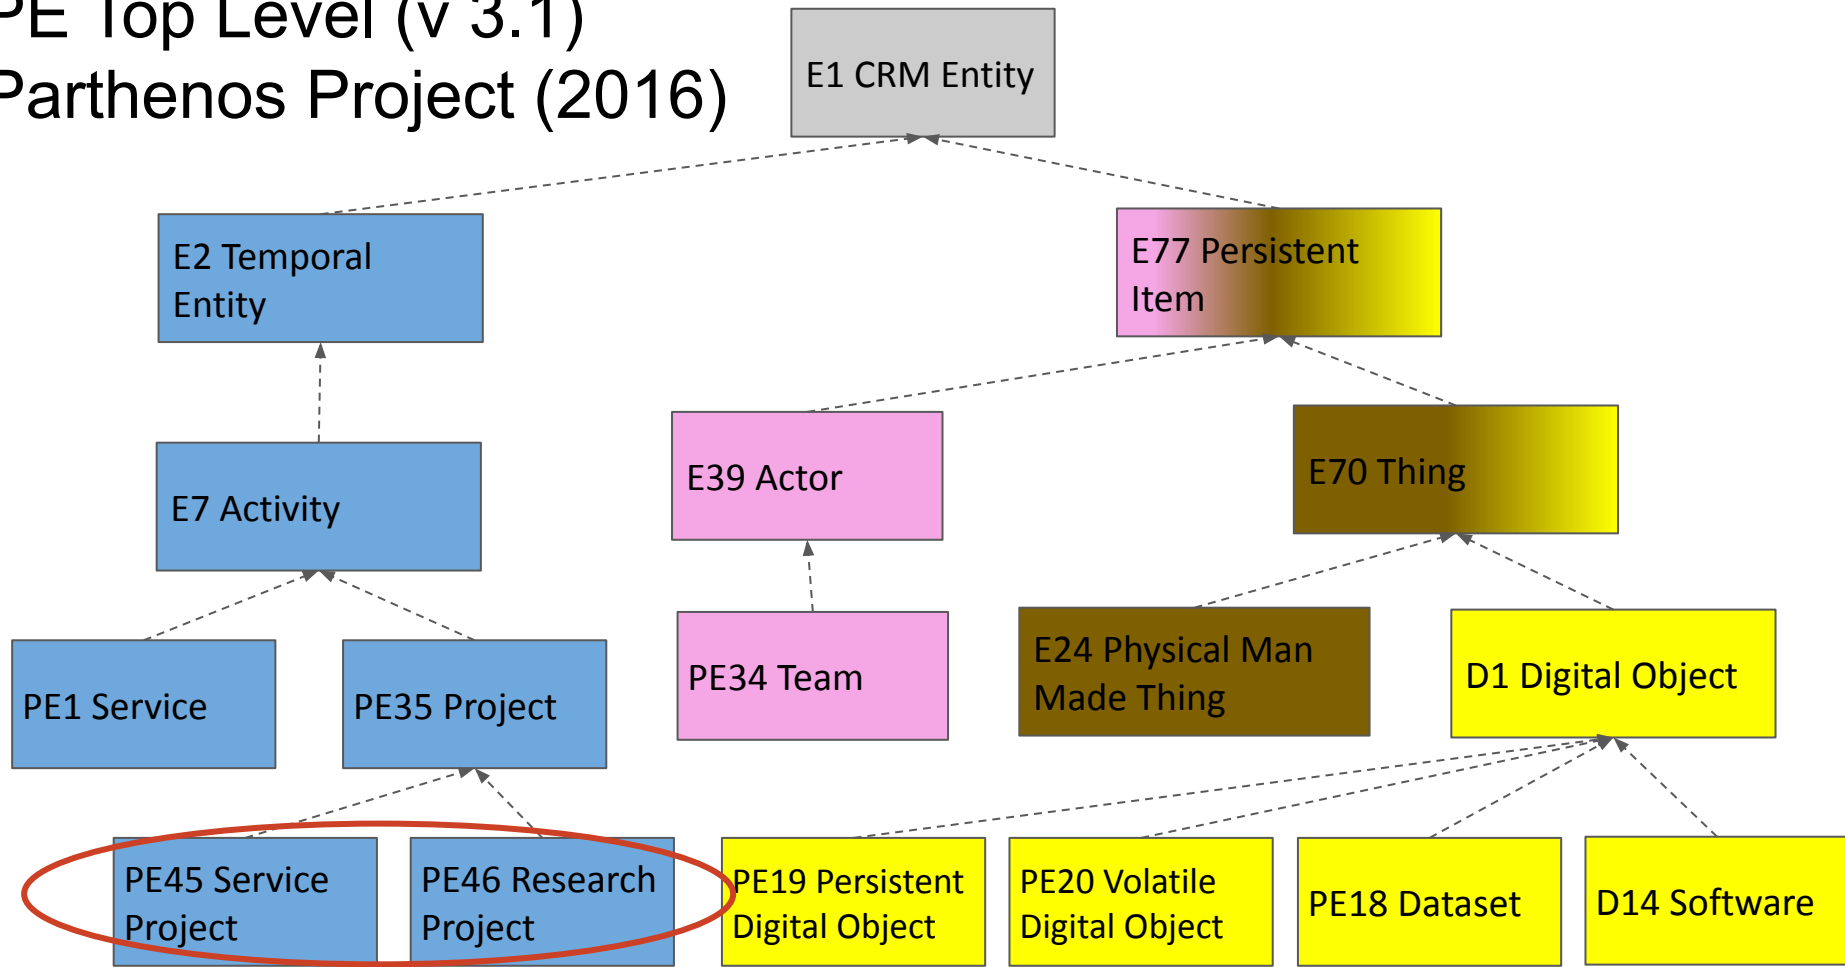 PE Top Level (v 3.1)
Parthenos Project (2016)
E1 CRM Entity
E2 Temporal
Entity
E77 Persistent
Item
E7 Activity
E39 Actor
E70 Thing
PE1 Service
PE35 Project
PE34 Team
E24 Physical Man
Made Thing
D1 Digital Object
PE45 Service
Project
PE46 Research
Project
PE19 Persistent
Digital Object
PE20 Volatile
Digital Object
PE18 Dataset
D14 Software